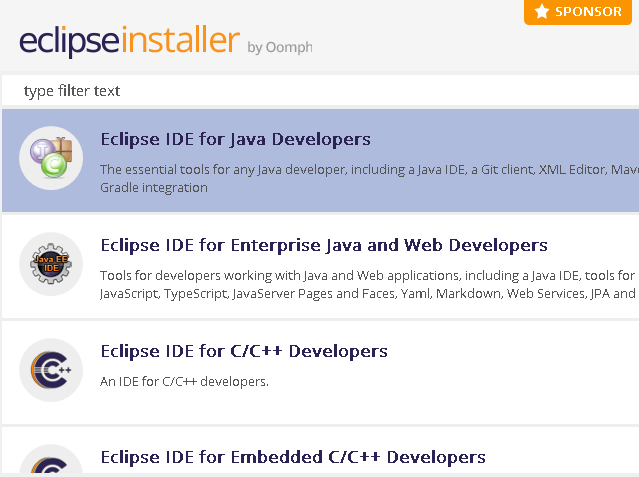 SPONSOR
eclipseinstaller by Oomph
type filter text
Eclipse IDE for Java Developers
The essential tools for any Java developer, including a Java IDE, a Git client, XML Editor,
Gradle integration
Java EE
IDE
Eclipse IDE for Enterprise Java and Web Developers
Tools for developers working with Java and Web applications, including a Java IDE, tools for
JavaScript, TypeScript, JavaServer Pages and Faces, Yaml, Markdown, Web Services, JPA and
C++
Eclipse IDE for C/C++ Developers
An IDE for C/C++ developers.
Eclipse IDE for Embedded C/C++ Developers